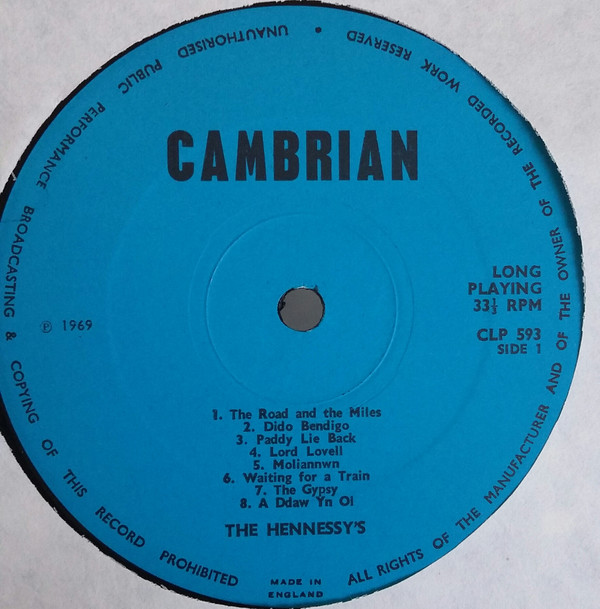 ALL RIGHTS OF THE MANUFACTURER AND OF THE OWNER OF THE RECORDED WORK RESERVED • UNAUTHORISED PUBLIC PERFORMANCE BROADCASTING & COPYING OF THIS RECORD PROHIBITED
CAMBRIAN
LONG
PLAYING
33⅓ RPM
℗ 1969
CLP 593
SIDE 1
1. The Road and the Miles
2. Dido Bendigo
3. Paddy Lie Back
4. Lord Lovell
5. Moliannwn
6. Waiting for a Train
7. The Gypsy
8. A Ddaw Yn Ol
THE HENNESSY'S
MADE IN
ENGLAND